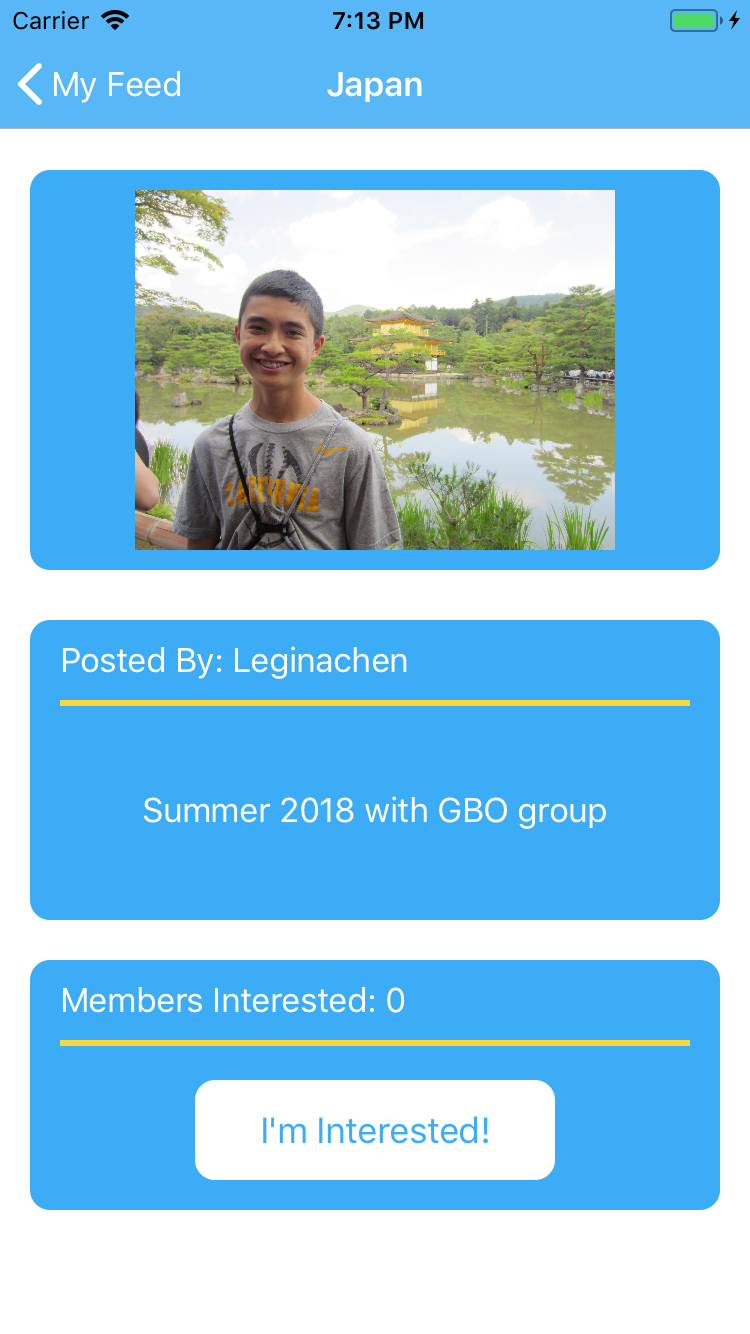 Carrier 7:13 PM
My Feed Japan
CALIFORNIA
Posted By: Leginachen
Summer 2018 with GBO group
Members Interested: 0
I'm Interested!